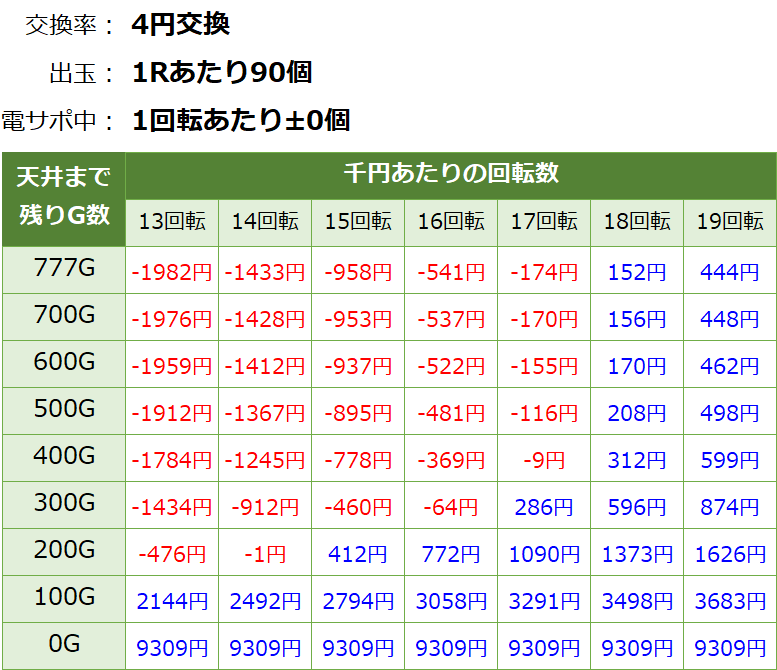 交換率： 4円交換
出玉： 1Rあたり90個
電サポ中： 1回転あたり±0個
天井まで残りG数 千円あたりの回転数
13回転 14回転 15回転 16回転 17回転 18回転 19回転
777G -1982円 -1433円 -958円 -541円 -174円 152円 444円
700G -1976円 -1428円 -953円 -537円 -170円 156円 448円
600G -1959円 -1412円 -937円 -522円 -155円 170円 462円
500G -1912円 -1367円 -895円 -481円 -116円 208円 498円
400G -1784円 -1245円 -778円 -369円 -9円 312円 599円
300G -1434円 -912円 -460円 -64円 286円 596円 874円
200G -476円 -1円 412円 772円 1090円 1373円 1626円
100G 2144円 2492円 2794円 3058円 3291円 3498円 3683円
0G 9309円 9309円 9309円 9309円 9309円 9309円 9309円